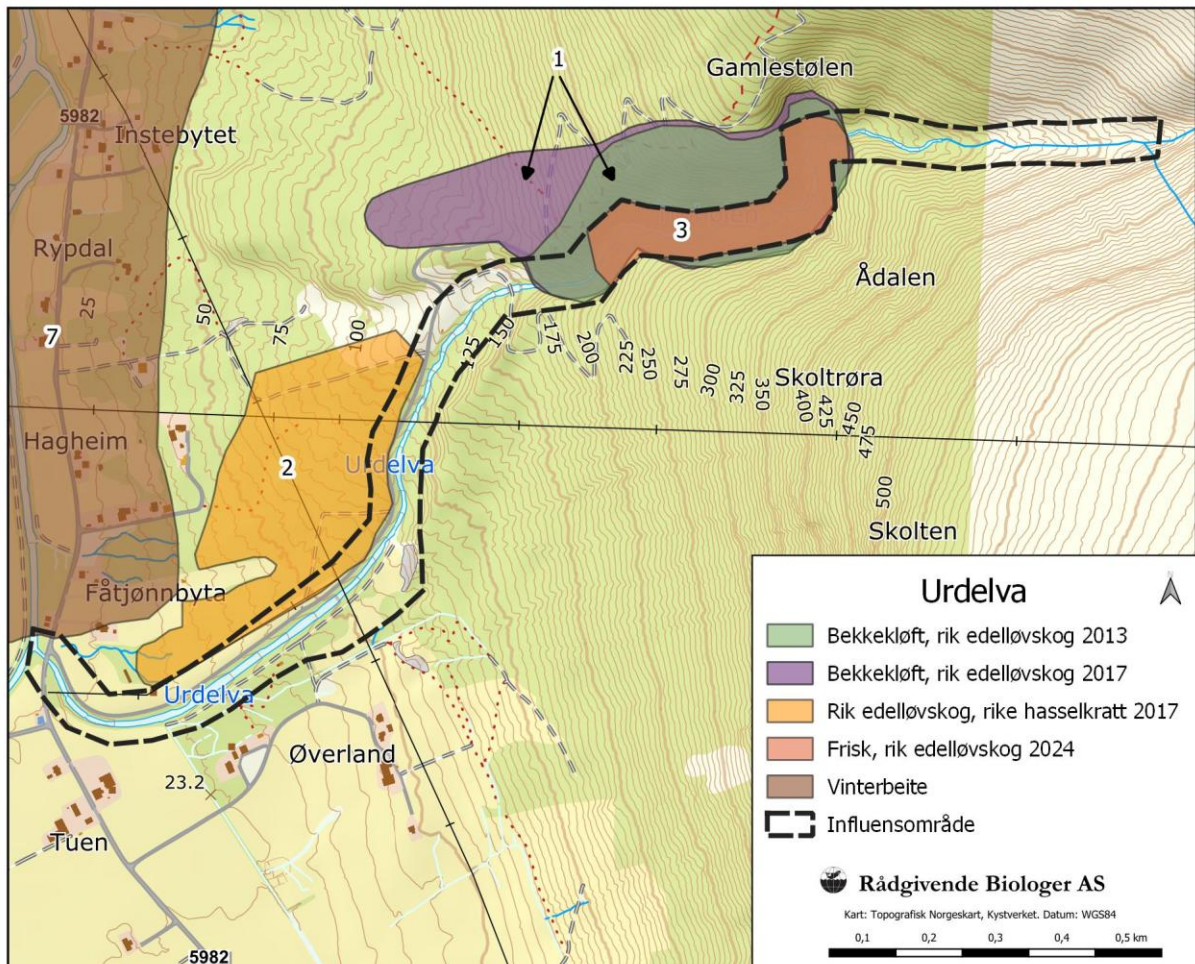 Gamlestølen
1
5982
Instebytet
Rypdal
3
Ådalen
25
50
75
100
125
150
175
200
225
250
275
300
325
350
400
425
450
475
500
7
Skoltrøra
Hagheim
2
Urdelva
Skolten
Fåtjønnbyta
Urdelva
Øverland
23.2
Tuen
5982
Urdelva
N
Bekkekløft, rik edelløvskog 2013
Bekkekløft, rik edelløvskog 2017
Rik edelløvskog, rike hasselkratt 2017
Frisk, rik edelløvskog 2024
Vinterbeite
Influensområde
Rådgivende Biologer AS
Kart: Topografisk Norgeskart, Kystverket. Datum: WGS84
0,1 0,2 0,3 0,4 0,5 km